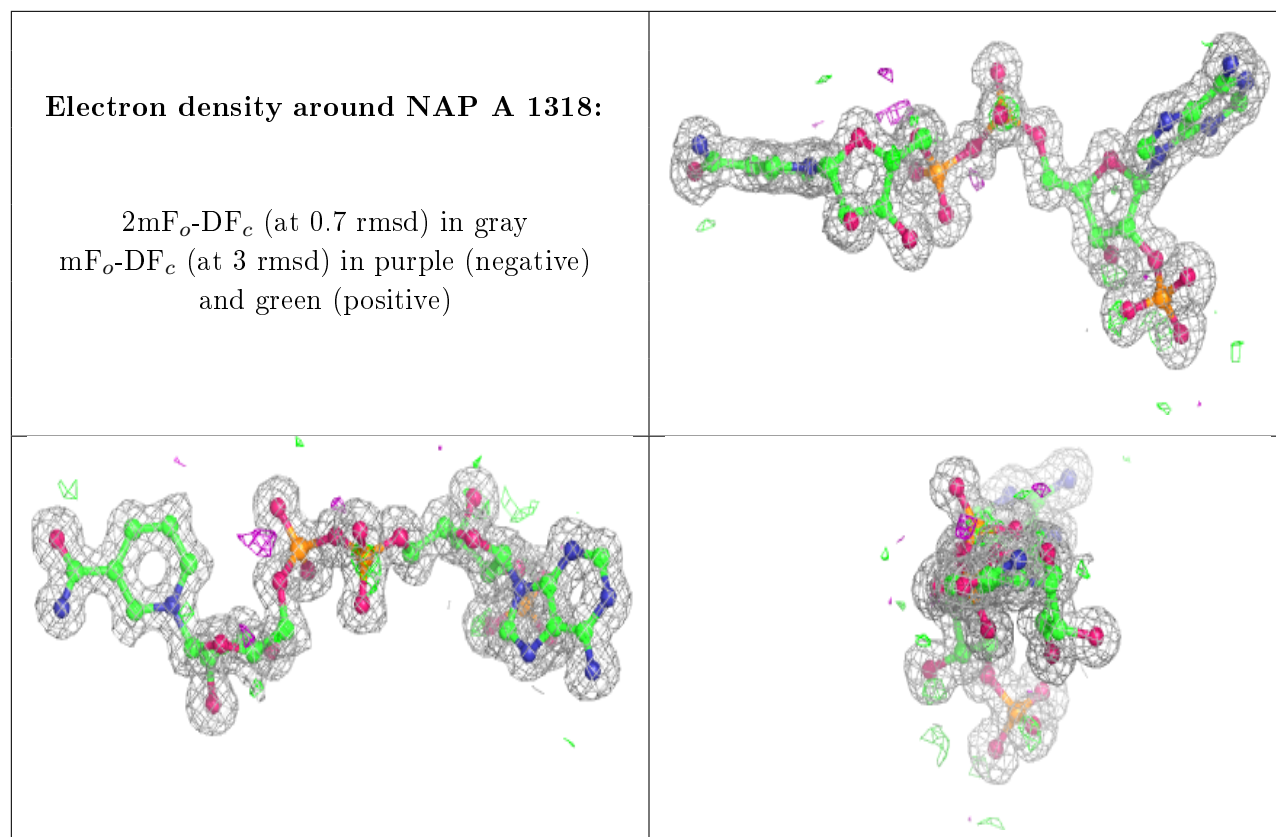 Electron density around NAP A 1318:
2mFo-DFc (at 0.7 rmsd) in gray
mFo-DFc (at 3 rmsd) in purple (negative)
and green (positive)